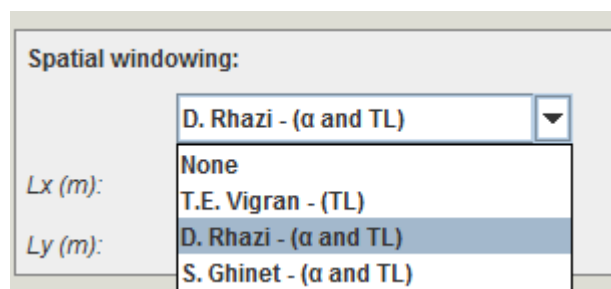 Spatial windowing:
D. Rhazi - (α and TL)
None
Lx (m):
T.E. Vigran - (TL)
D. Rhazi - (α and TL)
Ly (m):
S. Ghinet - (α and TL)